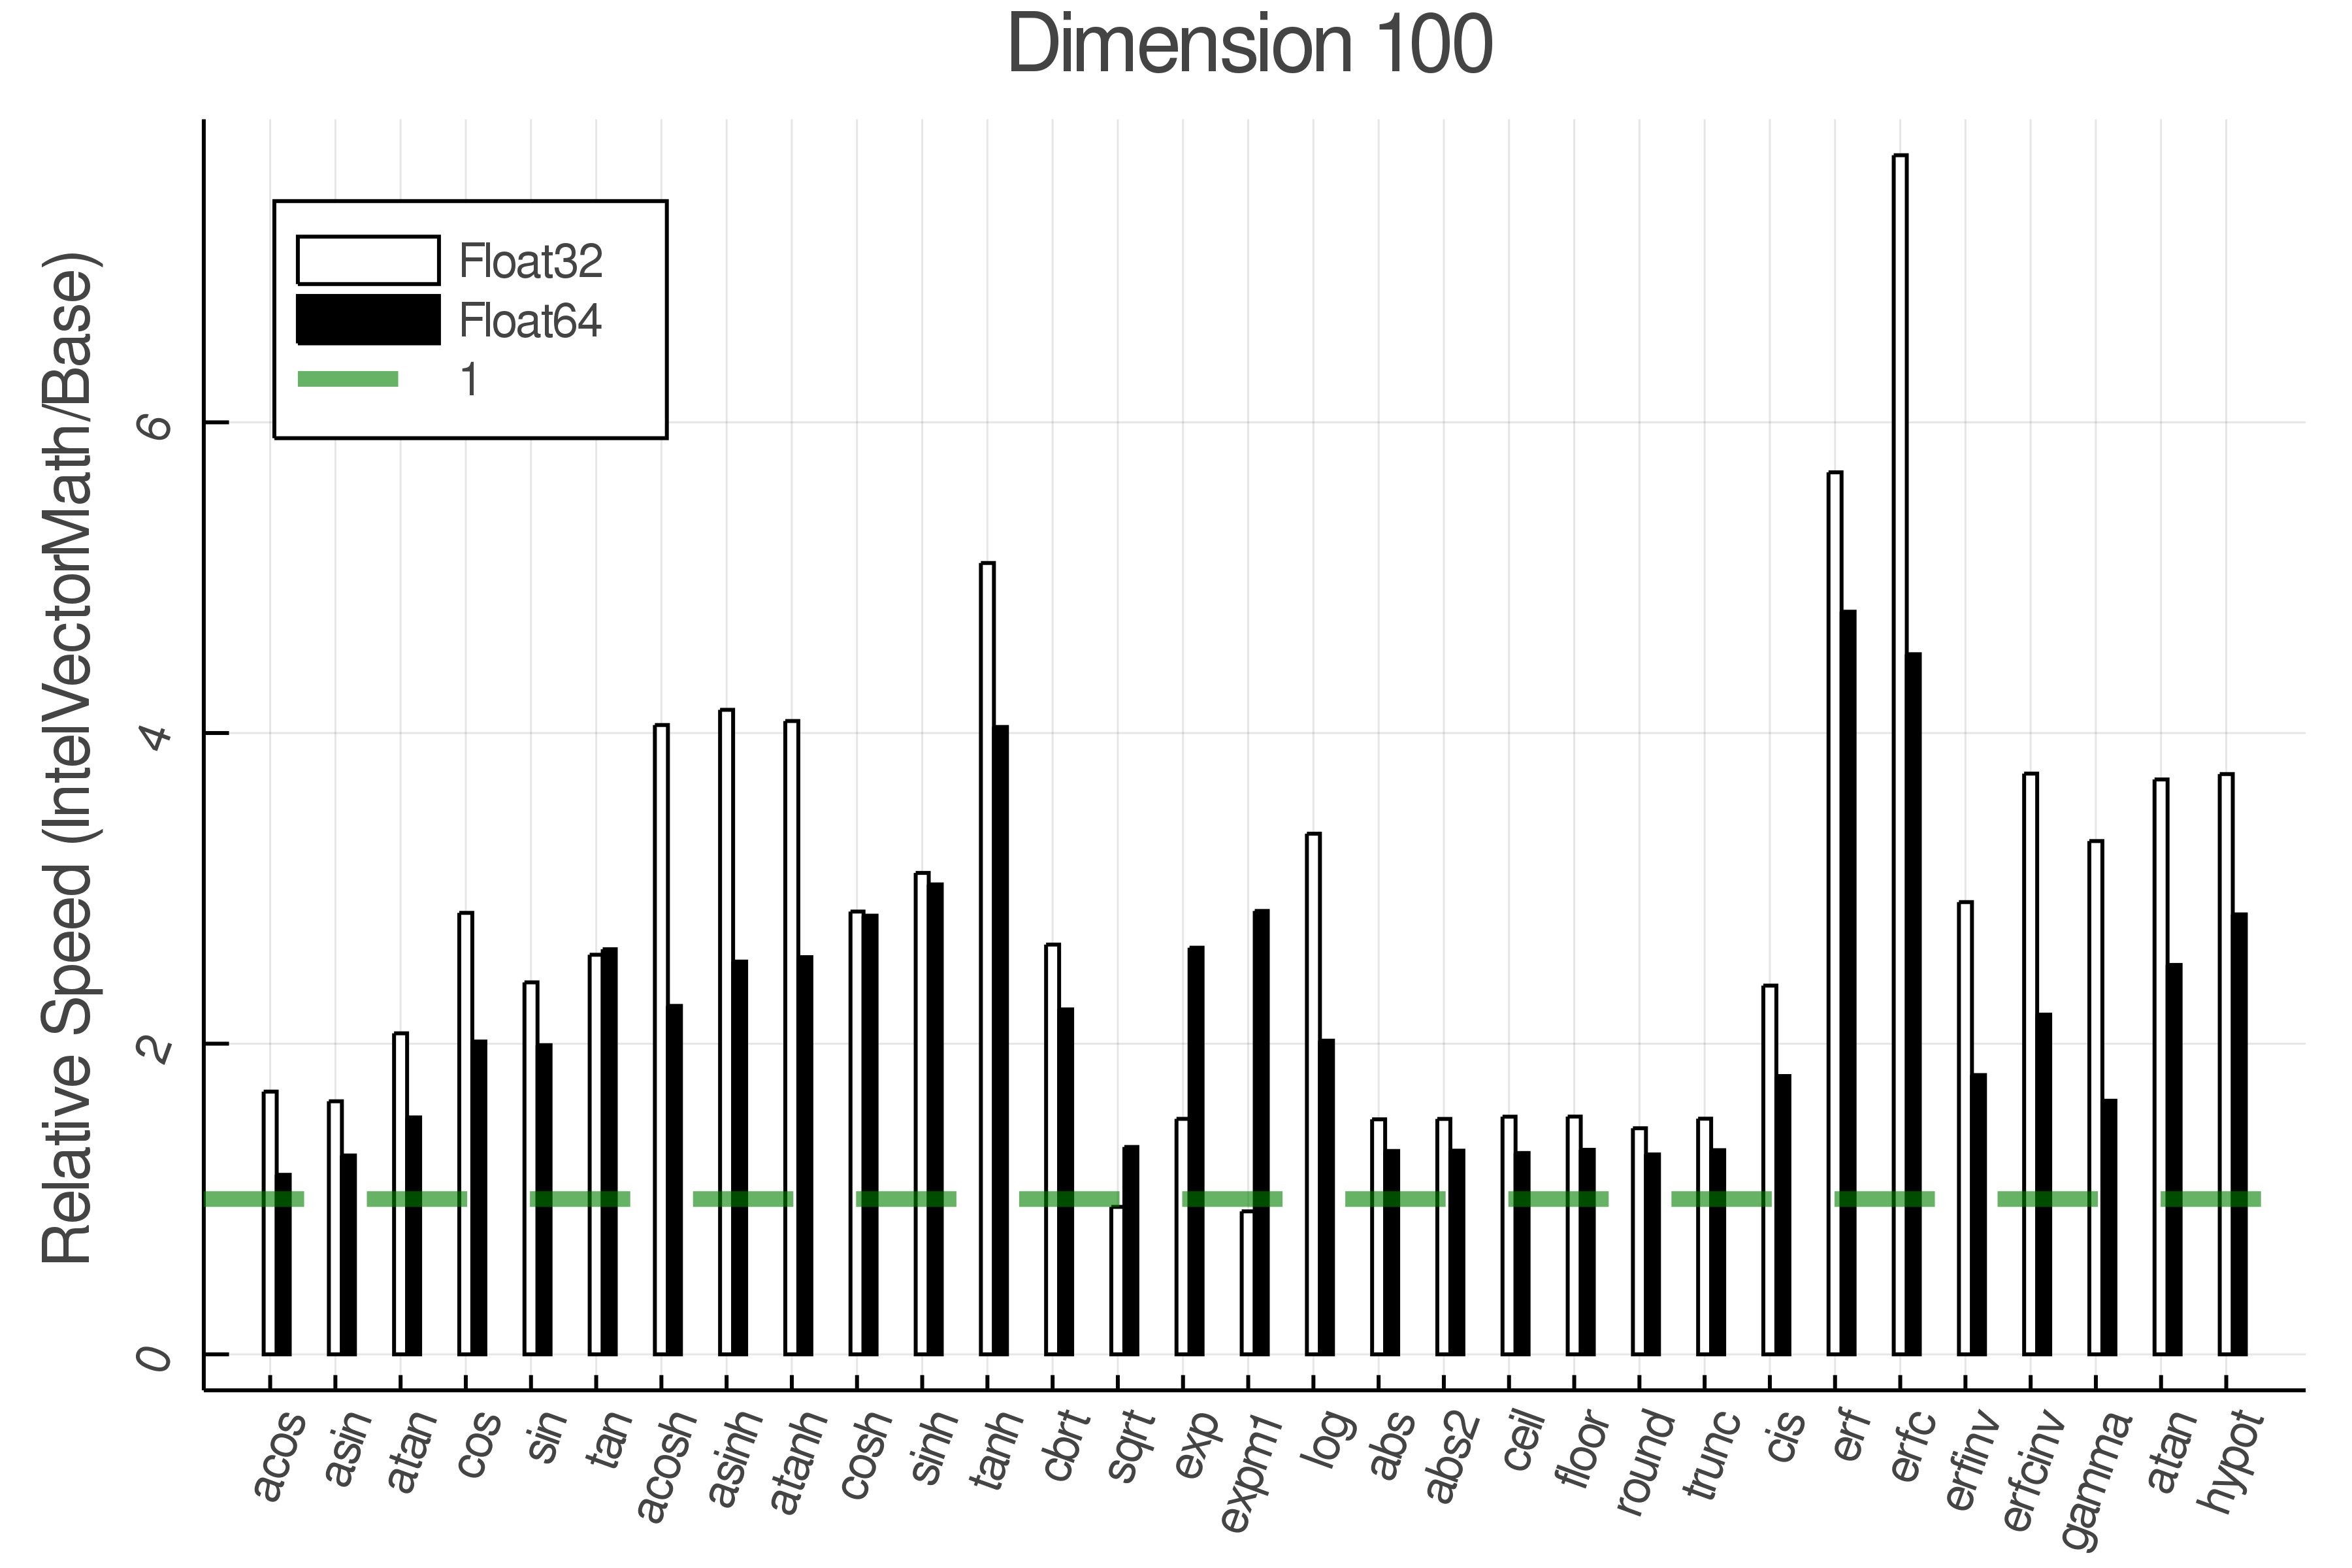 Dimension 100
Relative Speed (IntelVectorMath/Base)
Float32
Float64
1
6
4
2
0
acos
asin
atan
cos
sin
tan
acosh
asinh
atanh
cosh
sinh
tanh
cbrt
sqrt
exp
expm1
log
abs
abs2
ceil
floor
round
trunc
cis
erf
erfc
erfinv
erfcinv
gamma
atan
hypot